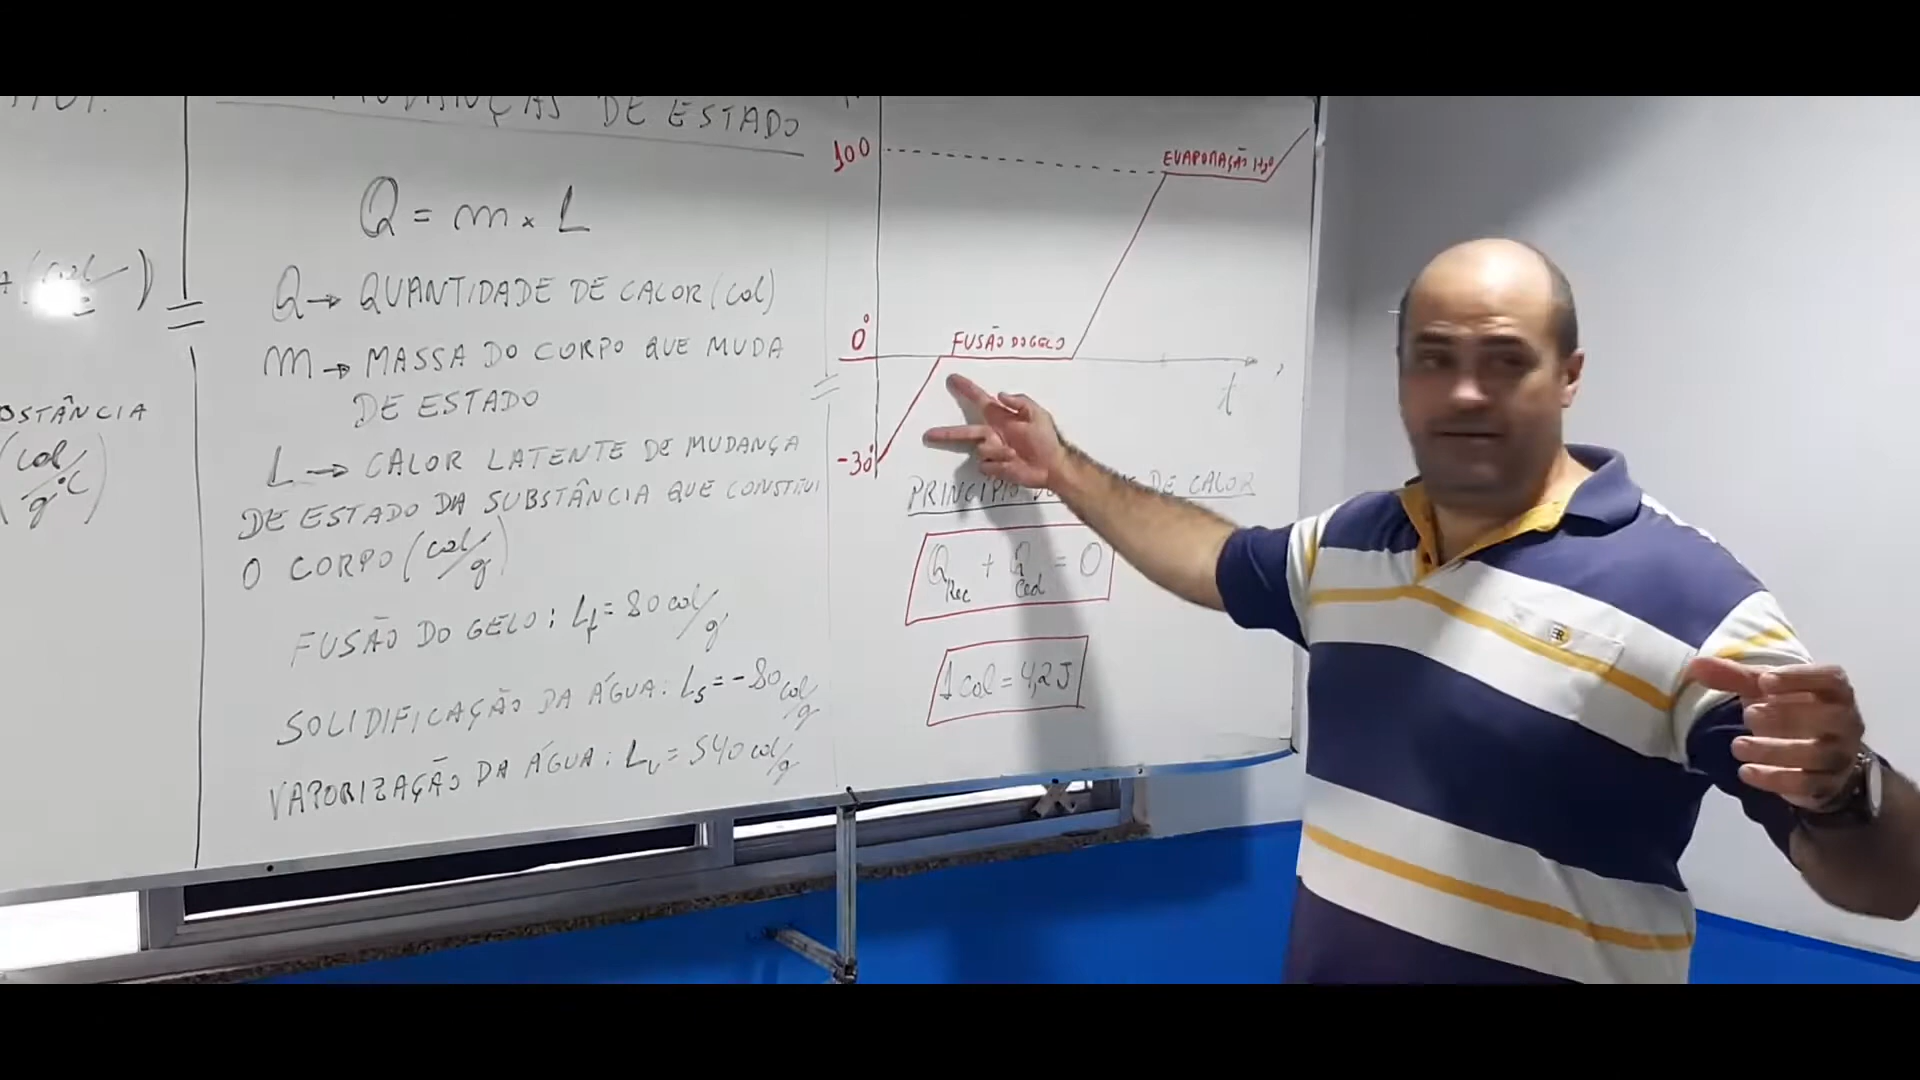 MUDANÇAS DE ESTADO
Q = m × L
Q → QUANTIDADE DE CALOR (cal)
m → MASSA DO CORPO QUE MUDA
DE ESTADO
L → CALOR LATENTE DE MUDANÇA
DE ESTADO DA SUBSTÂNCIA QUE CONSTITUI
O CORPO (cal/g)
FUSÃO DO GELO: Lf = 80 cal/g
SOLIDIFICAÇÃO DA ÁGUA: Ls = -80 cal/g
VAPORIZAÇÃO DA ÁGUA: Lv = 540 cal/g
(cal/g°C)
100
EVAPORAÇÃO H2O
0°
FUSÃO DO GELO
t
-30°
PRINCÍPIO DE CALOR
QRec + QCed = 0
1 cal = 4,2 J